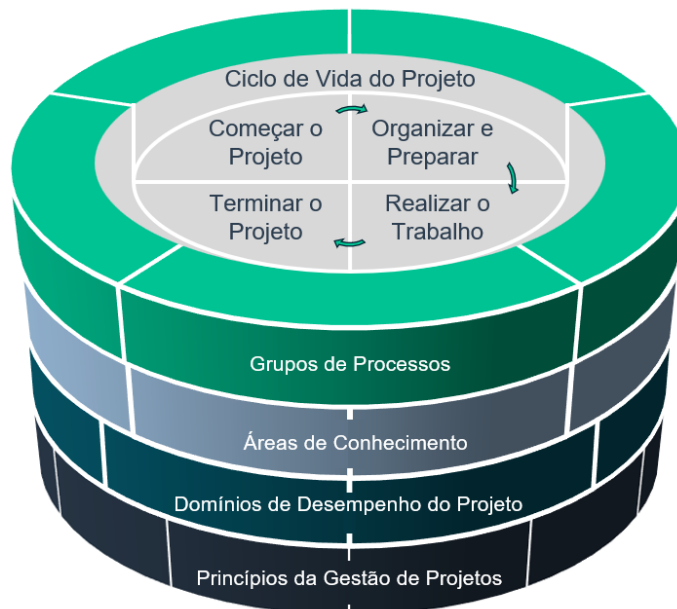 Ciclo de Vida do Projeto
Começar o
Projeto
Organizar e
Preparar
Terminar o
Projeto
Realizar o
Trabalho
Grupos de Processos
Áreas de Conhecimento
Domínios de Desempenho do Projeto
Princípios da Gestão de Projetos